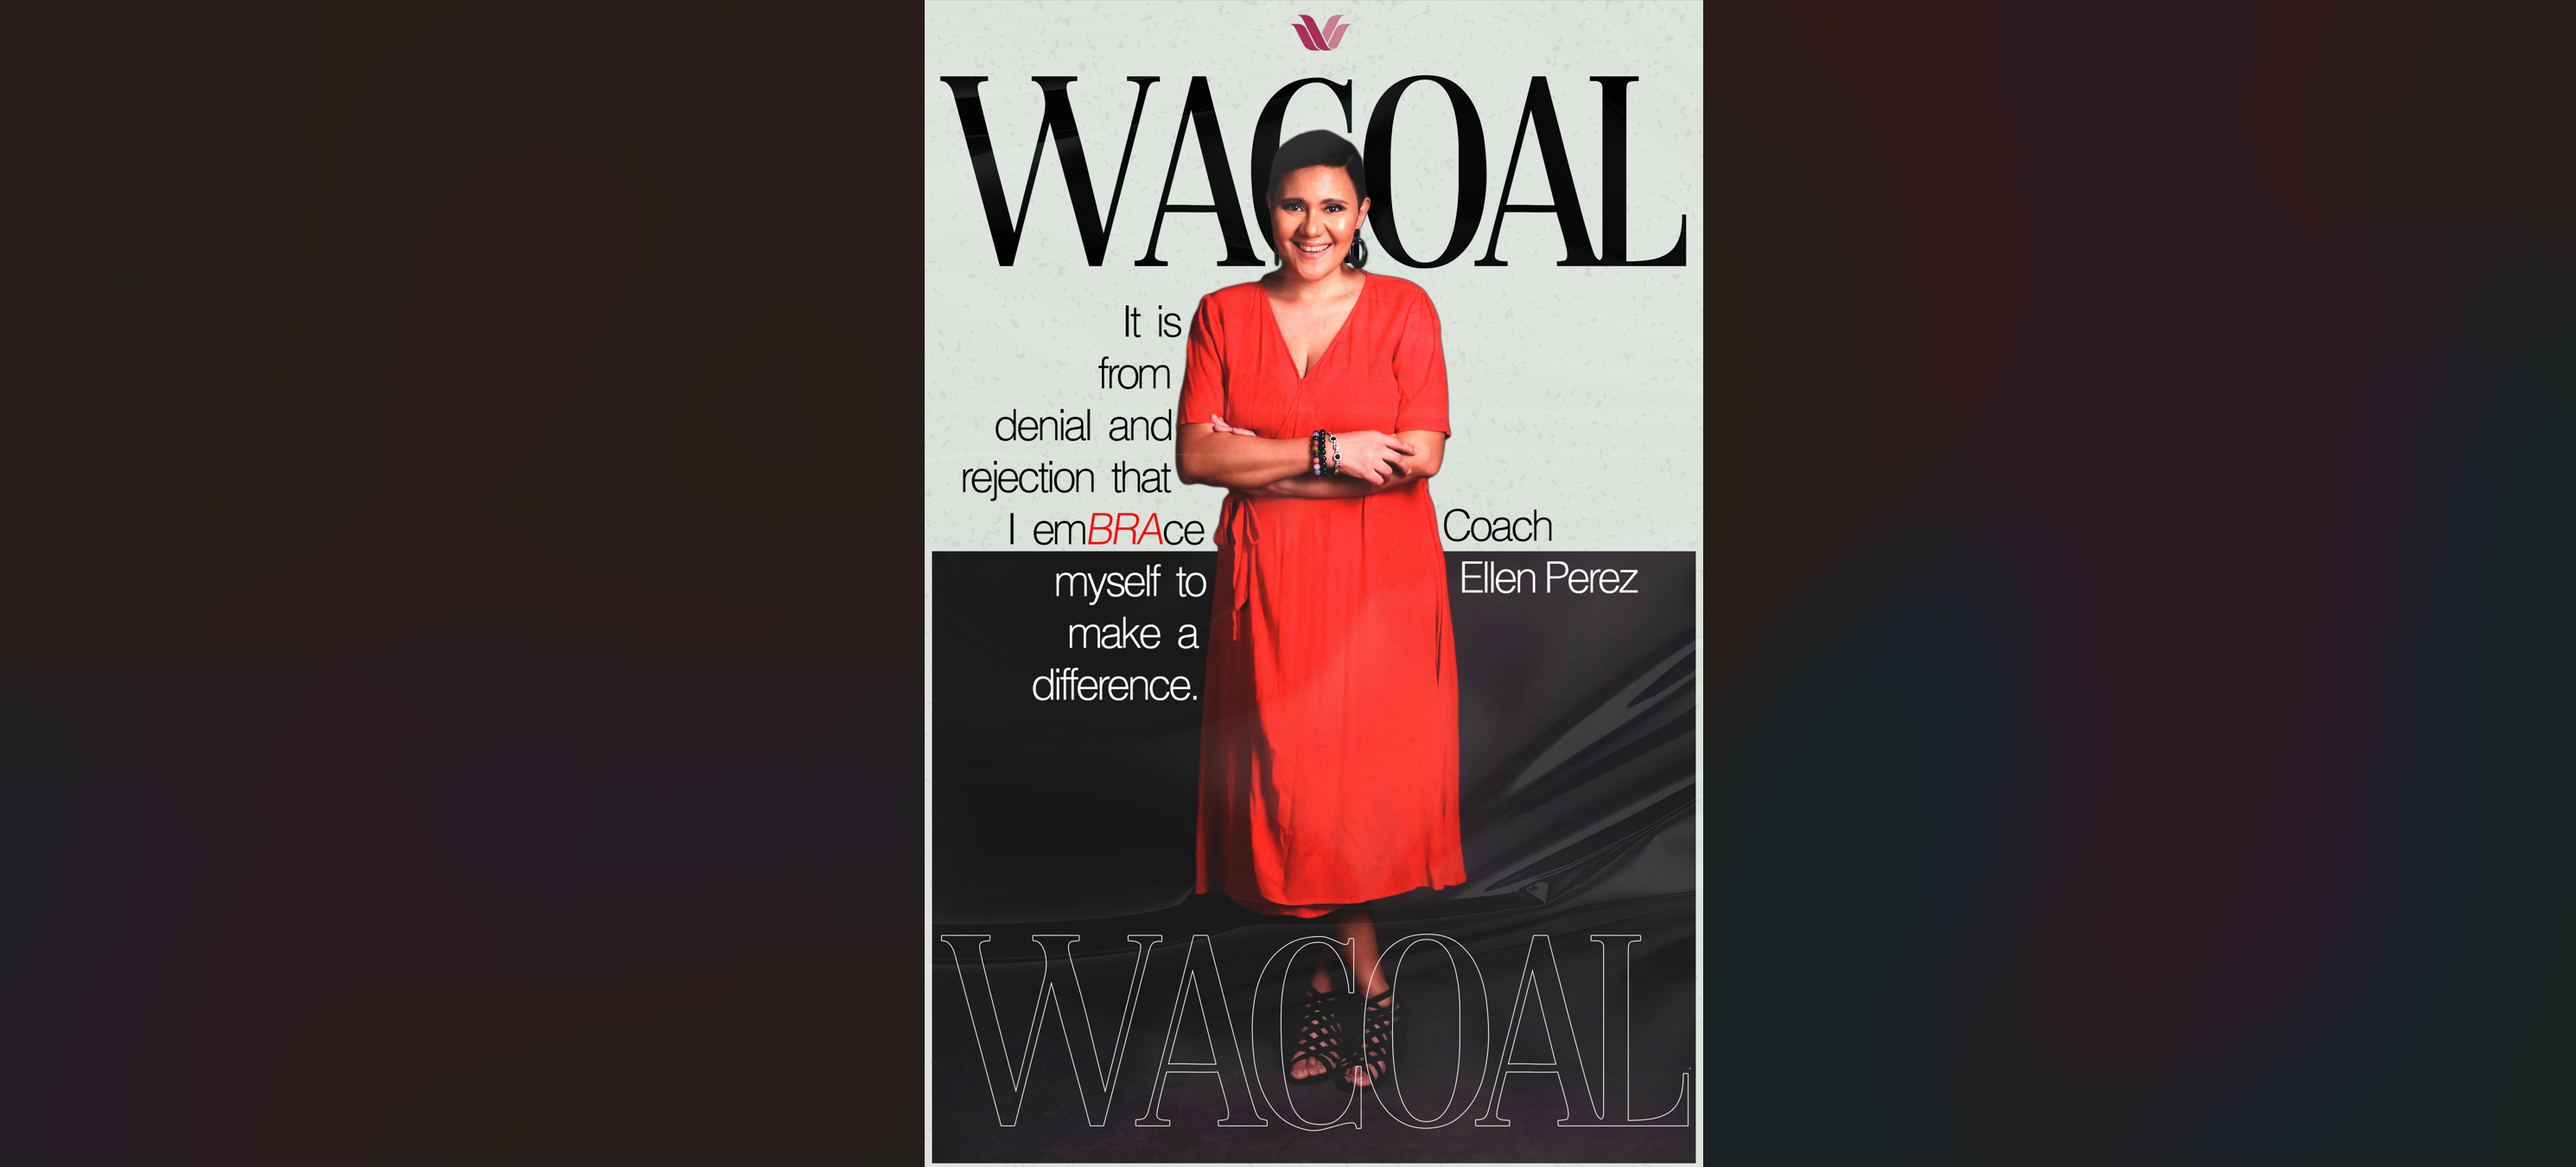 WACOAL
It is
from
denial and
rejection that
I emBRAce
myself to
make a
difference.
Coach
Ellen Perez
WACOAL